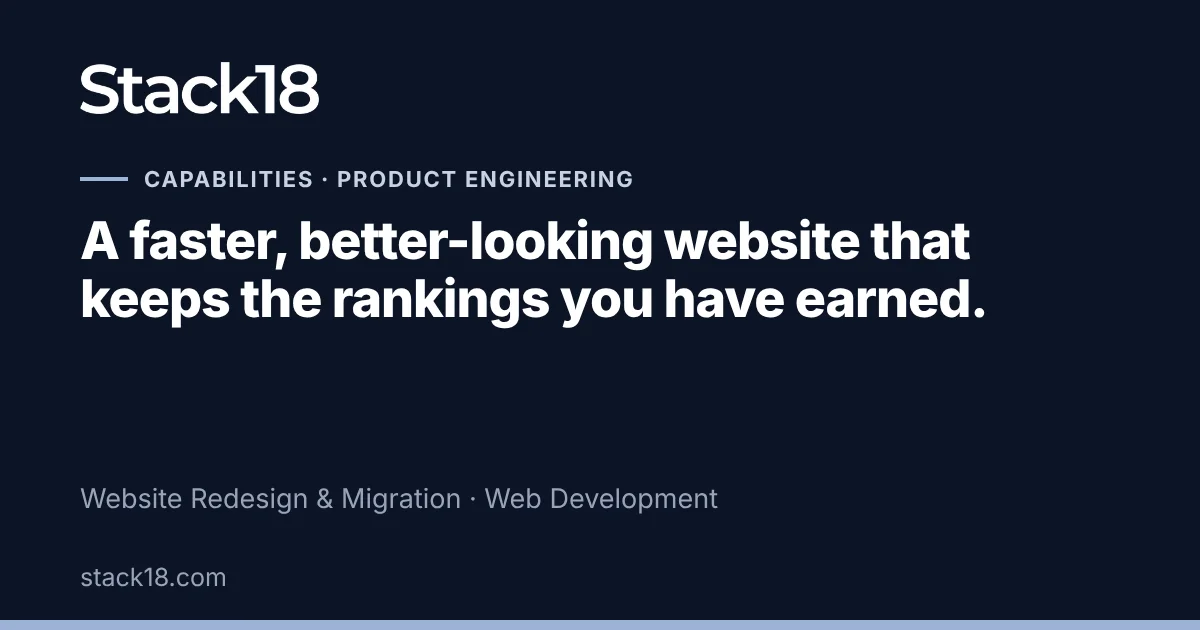 Stack18
CAPABILITIES · PRODUCT ENGINEERING
A faster, better-looking website that
keeps the rankings you have earned.
Website Redesign & Migration · Web Development
stack18.com